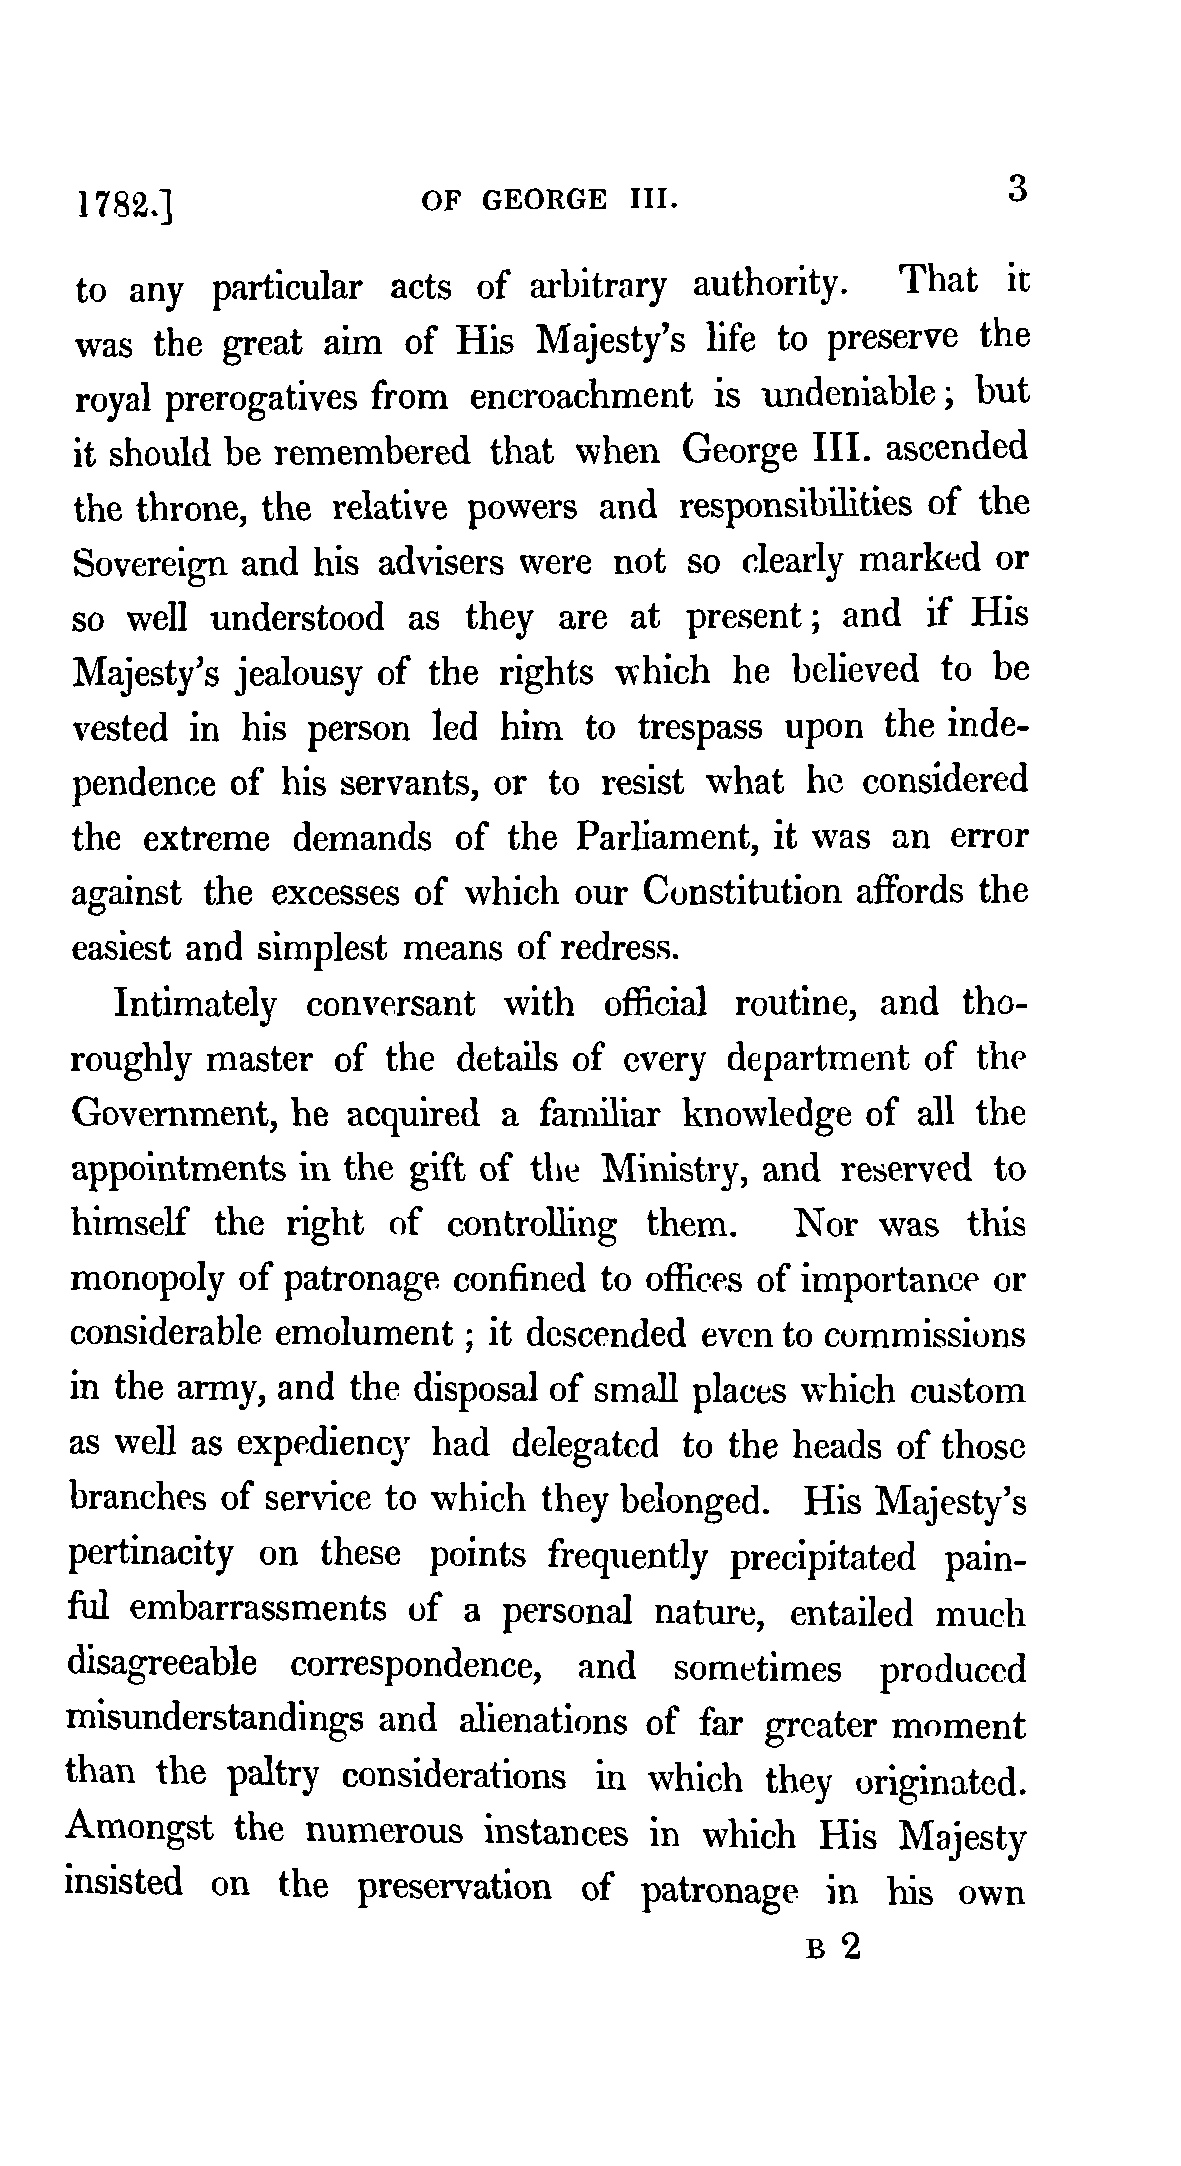 1782.] OF GEORGE III. 3
to any particular acts of arbitrary authority. That it
was the great aim of His Majesty's life to preserve the
royal prerogatives from encroachment is undeniable; but
it should be remembered that when George III. ascended
the throne, the relative powers and responsibilities of the
Sovereign and his advisers were not so clearly marked or
so well understood as they are at present; and if His
Majesty's jealousy of the rights which he believed to be
vested in his person led him to trespass upon the inde-
pendence of his servants, or to resist what he considered
the extreme demands of the Parliament, it was an error
against the excesses of which our Constitution affords the
easiest and simplest means of redress.
Intimately conversant with official routine, and tho-
roughly master of the details of every department of the
Government, he acquired a familiar knowledge of all the
appointments in the gift of the Ministry, and reserved to
himself the right of controlling them. Nor was this
monopoly of patronage confined to offices of importance or
considerable emolument; it descended even to commissions
in the army, and the disposal of small places which custom
as well as expediency had delegated to the heads of those
branches of service to which they belonged. His Majesty's
pertinacity on these points frequently precipitated pain-
ful embarrassments of a personal nature, entailed much
disagreeable correspondence, and sometimes produced
misunderstandings and alienations of far greater moment
than the paltry considerations in which they originated.
Amongst the numerous instances in which His Majesty
insisted on the preservation of patronage in his own
B 2